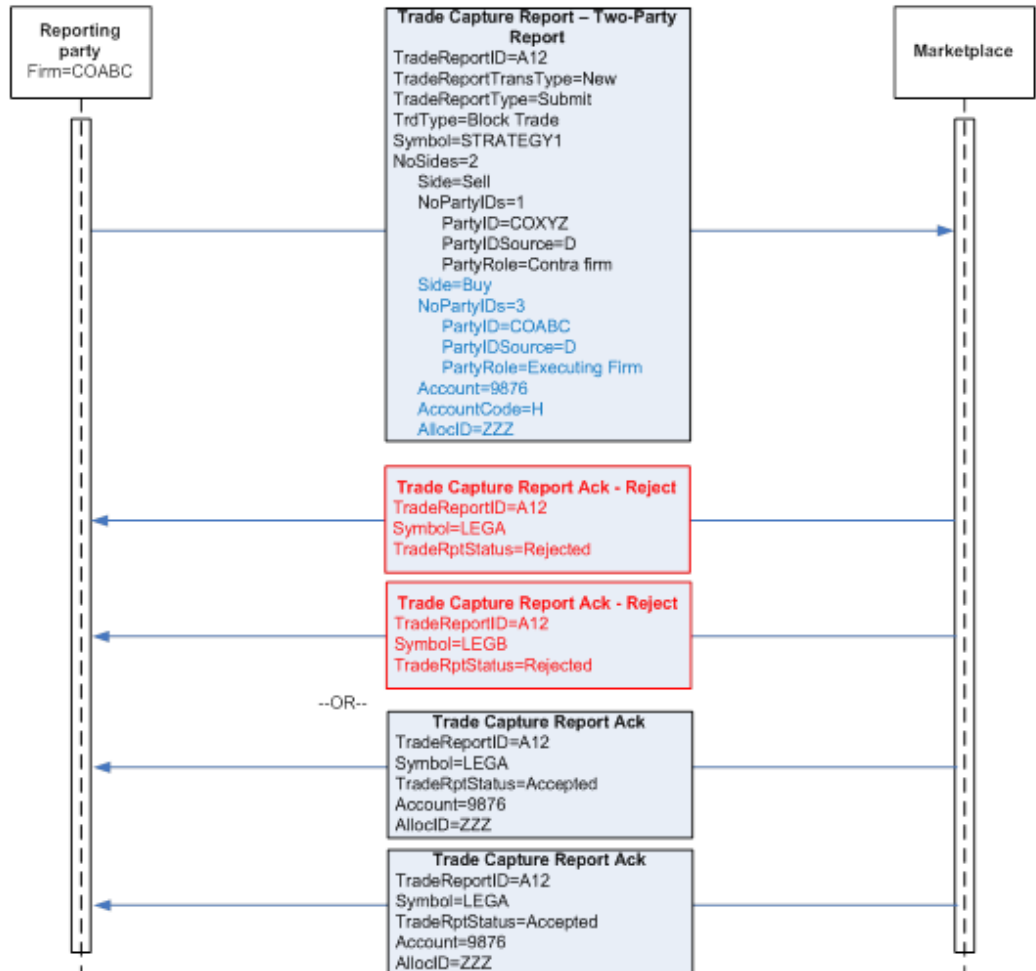 Reporting
party
Firm=COABC
Trade Capture Report – Two-Party
Report
TradeReportID=A12
TradeReportTransType=New
TradeReportType=Submit
TrdType=Block Trade
Symbol=STRATEGY1
NoSides=2
Side=Sell
NoPartyIDs=1
PartyID=COXYZ
PartyIDSource=D
PartyRole=Contra firm
Side=Buy
NoPartyIDs=3
PartyID=COABC
PartyIDSource=D
PartyRole=Executing Firm
Account=9876
AccountCode=H
AllocID=ZZZ
Marketplace
Trade Capture Report Ack - Reject
TradeReportID=A12
Symbol=LEGA
TradeRptStatus=Rejected
Trade Capture Report Ack - Reject
TradeReportID=A12
Symbol=LEGB
TradeRptStatus=Rejected
--OR--
Trade Capture Report Ack
TradeReportID=A12
Symbol=LEGA
TradeRptStatus=Accepted
Account=9876
AllocID=ZZZ
Trade Capture Report Ack
TradeReportID=A12
Symbol=LEGA
TradeRptStatus=Accepted
Account=9876
AllocID=ZZZ